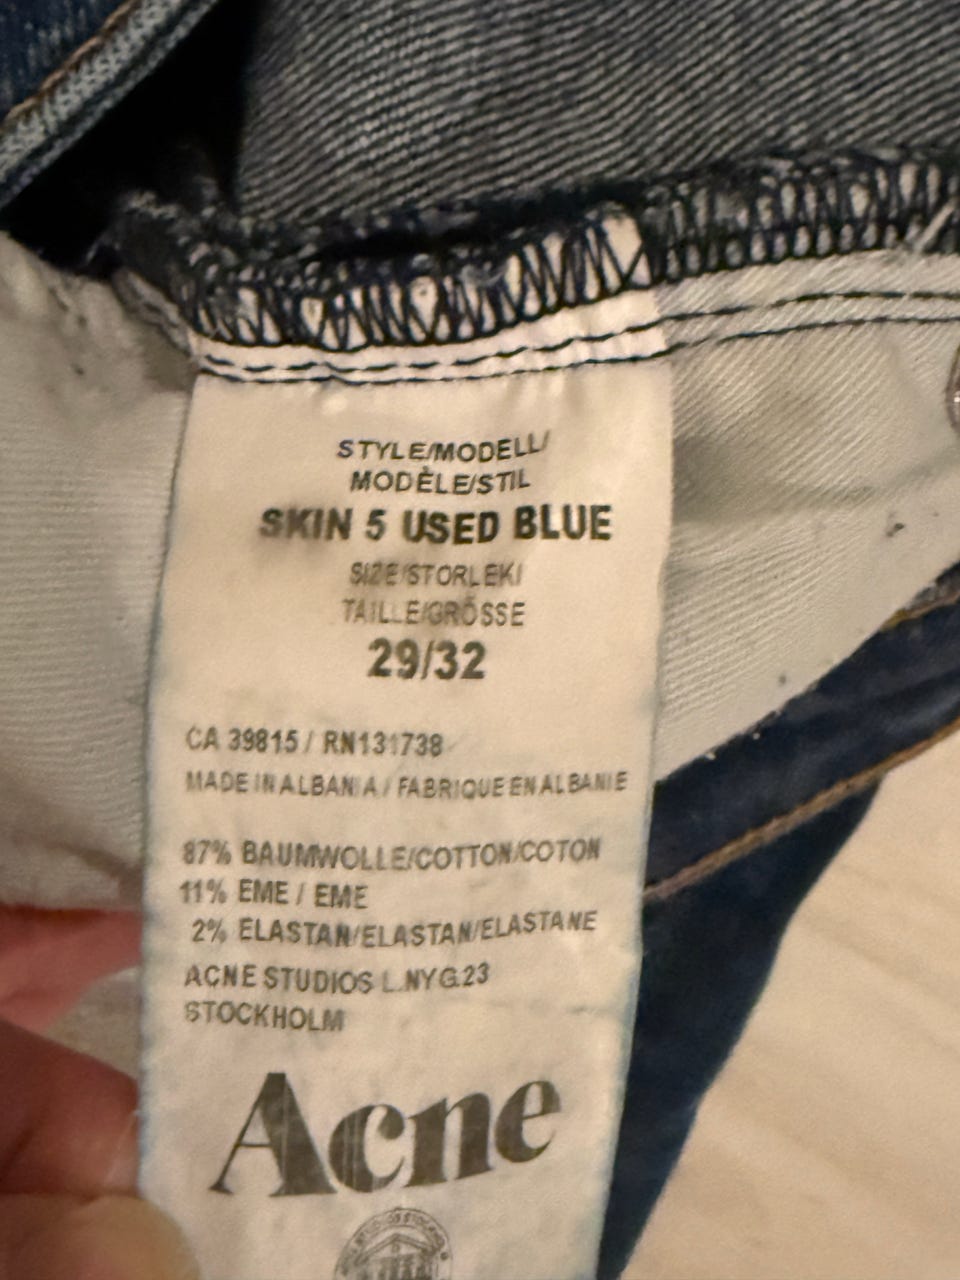 STYLE/MODELL/
MODÈLE/STIL
SKIN 5 USED BLUE
SIZE/STORLEK/
TAILLE/GRÖSSE
29/32
CA 39815 / RN131738
MADE IN ALBANIA / FABRIQUE EN ALBANIE
87% BAUMWOLLE/COTTON/COTON
11% EME / EME
2% ELASTAN/ELASTAN/ELASTANE
ACNE STUDIOS L.NYG.23
STOCKHOLM
Acne